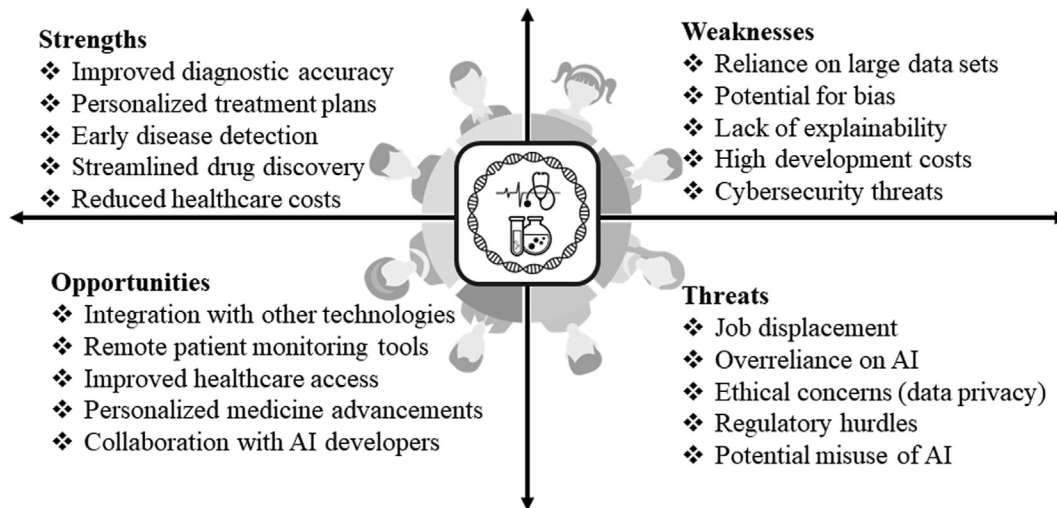 Strengths
❖ Improved diagnostic accuracy
❖ Personalized treatment plans
❖ Early disease detection
❖ Streamlined drug discovery
❖ Reduced healthcare costs
Weaknesses
❖ Reliance on large data sets
❖ Potential for bias
❖ Lack of explainability
❖ High development costs
❖ Cybersecurity threats
Opportunities
❖ Integration with other technologies
❖ Remote patient monitoring tools
❖ Improved healthcare access
❖ Personalized medicine advancements
❖ Collaboration with AI developers
Threats
❖ Job displacement
❖ Overreliance on AI
❖ Ethical concerns (data privacy)
❖ Regulatory hurdles
❖ Potential misuse of AI